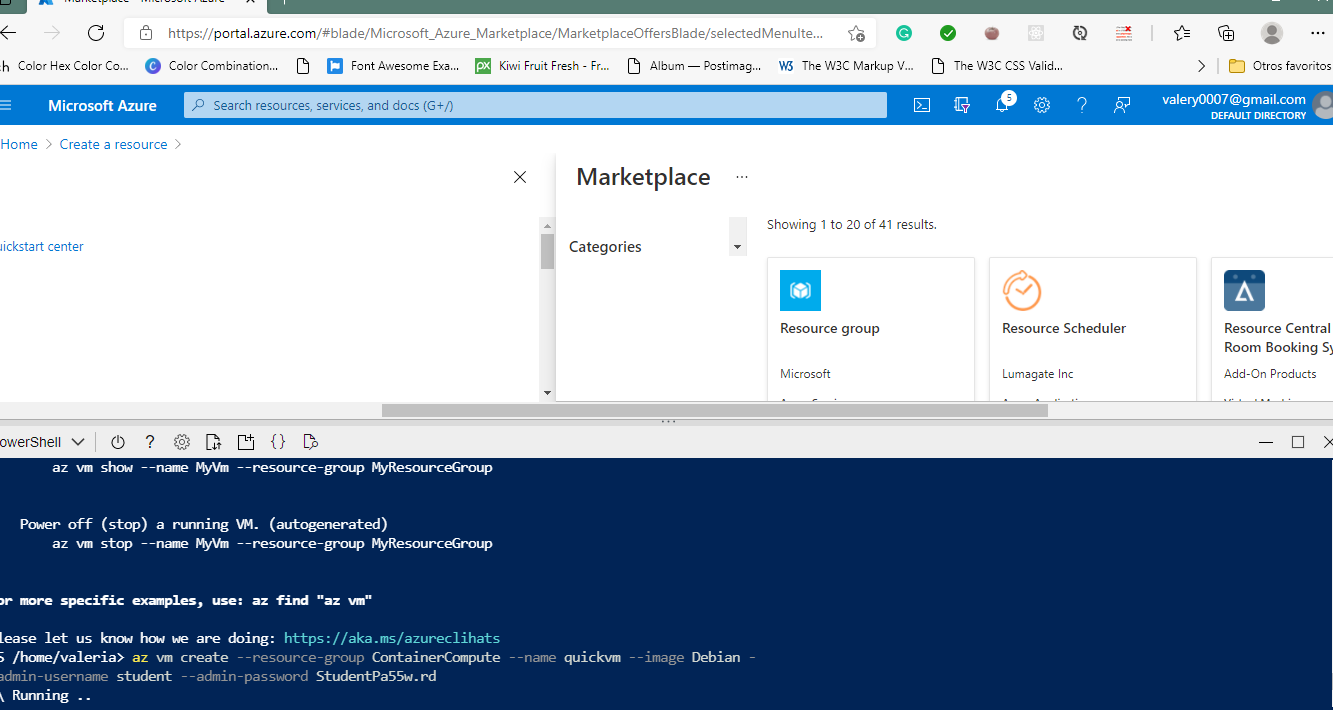 Marketplace - Microsoft Azure
https://portal.azure.com/#blade/Microsoft_Azure_Marketplace/MarketplaceOffersBlade/selectedMenuIte...
h Color Hex Color Co... Color Combination... Font Awesome Exa... Kiwi Fruit Fresh - Fr... Album — Postimag... The W3C Markup V... The W3C CSS Valid... Otros favoritos
Microsoft Azure
Search resources, services, and docs (G+/)
5
valery0007@gmail.com
DEFAULT DIRECTORY
Home > Create a resource >
Marketplace ...
uickstart center
Categories
Showing 1 to 20 of 41 results.
Resource group
Microsoft
Resource Scheduler
Lumagate Inc
Resource Central
Room Booking Sy
Add-On Products
owerShell
az vm show --name MyVm --resource-group MyResourceGroup
Power off (stop) a running VM. (autogenerated)
az vm stop --name MyVm --resource-group MyResourceGroup
or more specific examples, use: az find "az vm"
lease let us know how we are doing: https://aka.ms/azureclihats
S /home/valeria> az vm create --resource-group ContainerCompute --name quickvm --image Debian -
admin-username student --admin-password StudentPa55w.rd
\ Running ..